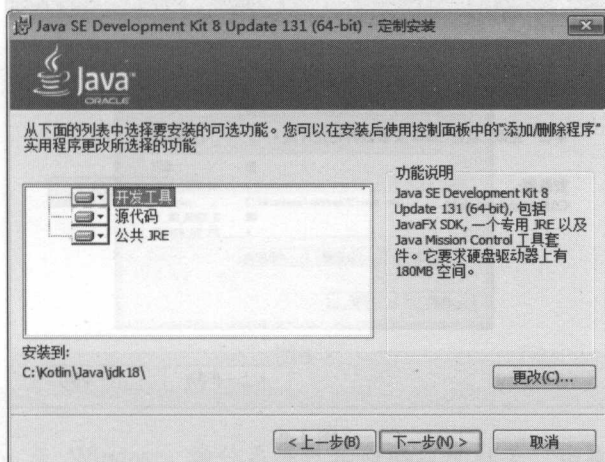 Java SE Development Kit 8 Update 131 (64-bit) - 定制安装
Java
ORACLE
从下面的列表中选择要安装的可选功能。您可以在安装后使用控制面板中的"添加/删除程序"
实用程序更改所选择的功能
开发工具
源代码
公共 JRE
功能说明
Java SE Development Kit 8
Update 131 (64-bit), 包括
JavaFX SDK, 一个专用 JRE 以及
Java Mission Control 工具套
件。它要求硬盘驱动器上有
180MB 空间。
安装到:
C:\Kotlin\Java\jdk18\
更改(C)...
<上一步(B)
下一步(N) >
取消